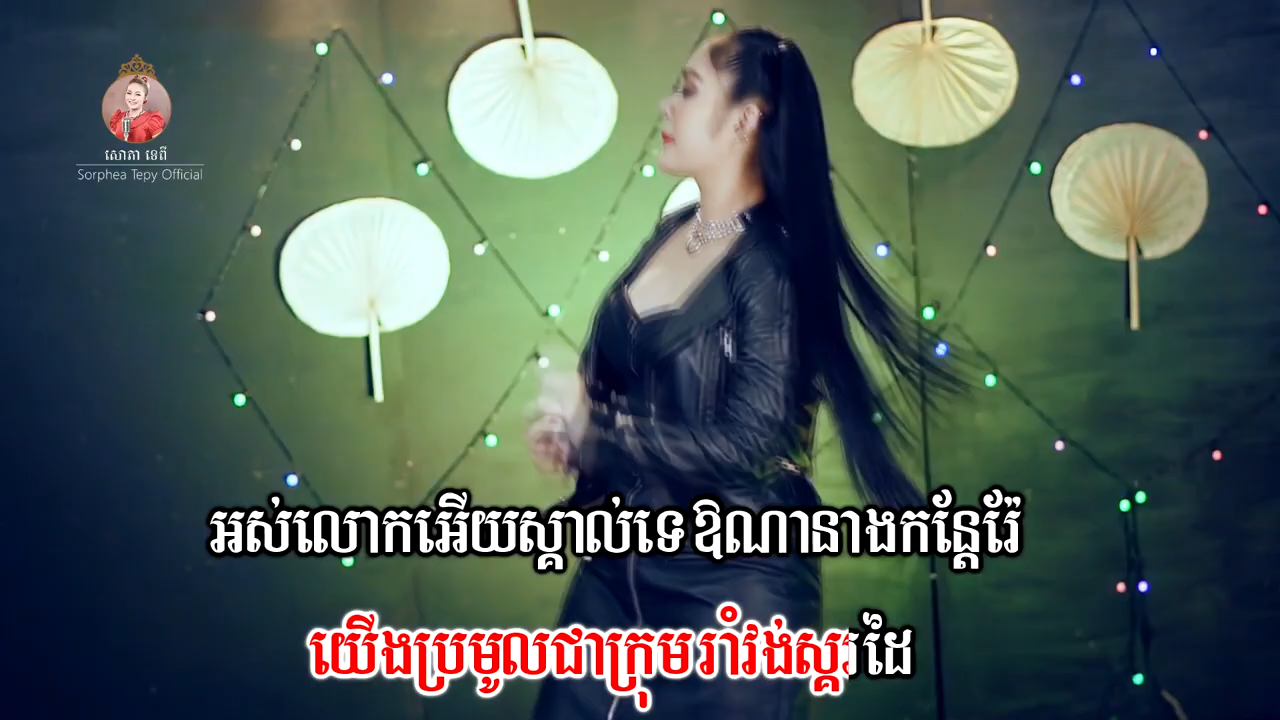 សោភា ទេពី
Sorphea Tepy Official
អស់លោកអើយស្គាល់ទេ ឱណានាងកន្តែរ៉ែ
យើងប្រមូលជាក្រុម រាំវង់ស្គរដៃ